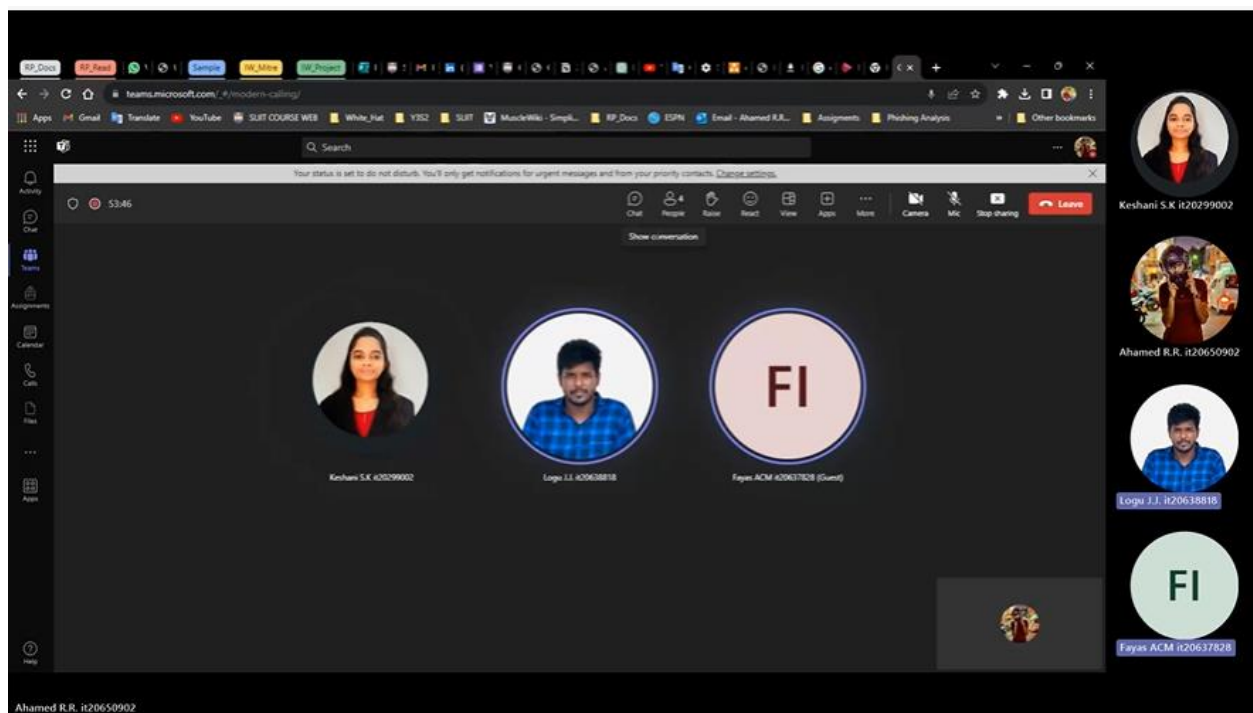 RP_Docs RP_Read Sample IW_Mitre IW_Project
teams.microsoft.com/_#/modern-calling/
Apps Gmail Translate YouTube SLIIT COURSE WEB White_Hat Y3S2 SLIIT MuscleWiki - Simpli... RP_Docs ESPN Email - Ahamed R.R... Assigments Phishing Analysis Other bookmarks
Search
Your status is set to do not disturb. You'll only get notifications for urgent messages and from your priority contacts. Change settings.
53:46
Chat 4 People Raise React View Apps More Camera Mic Stop sharing Leave
Show conversation
Activity
Chat
Teams
Assignments
Calendar
Calls
Files
Apps
Help
FI
Keshani S.K it20299002
Logu J.J. it20638818
Fayas ACM it20637828 (Guest)
Keshani S.K it20299002
Ahamed R.R. it20650902
Logu J.J. it20638818
FI
Fayas ACM it20637828
Ahamed R.R. it20650902